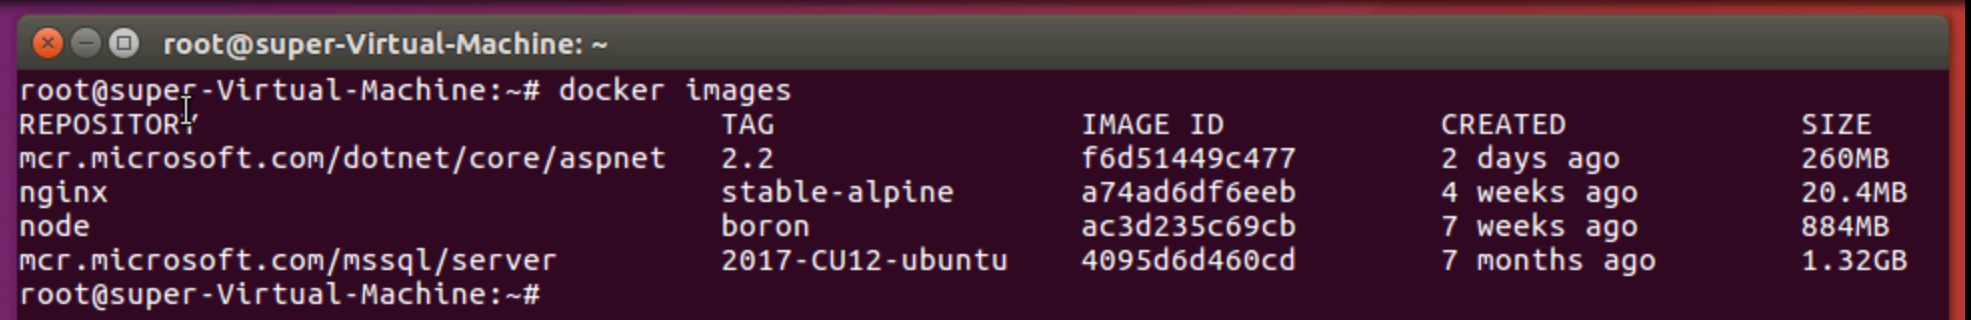 root@super-Virtual-Machine: ~
root@super-Virtual-Machine:~# docker images
REPOSITORY TAG IMAGE ID CREATED SIZE
mcr.microsoft.com/dotnet/core/aspnet 2.2 f6d51449c477 2 days ago 260MB
nginx stable-alpine a74ad6df6eeb 4 weeks ago 20.4MB
node boron ac3d235c69cb 7 weeks ago 884MB
mcr.microsoft.com/mssql/server 2017-CU12-ubuntu 4095d6d460cd 7 months ago 1.32GB
root@super-Virtual-Machine:~#